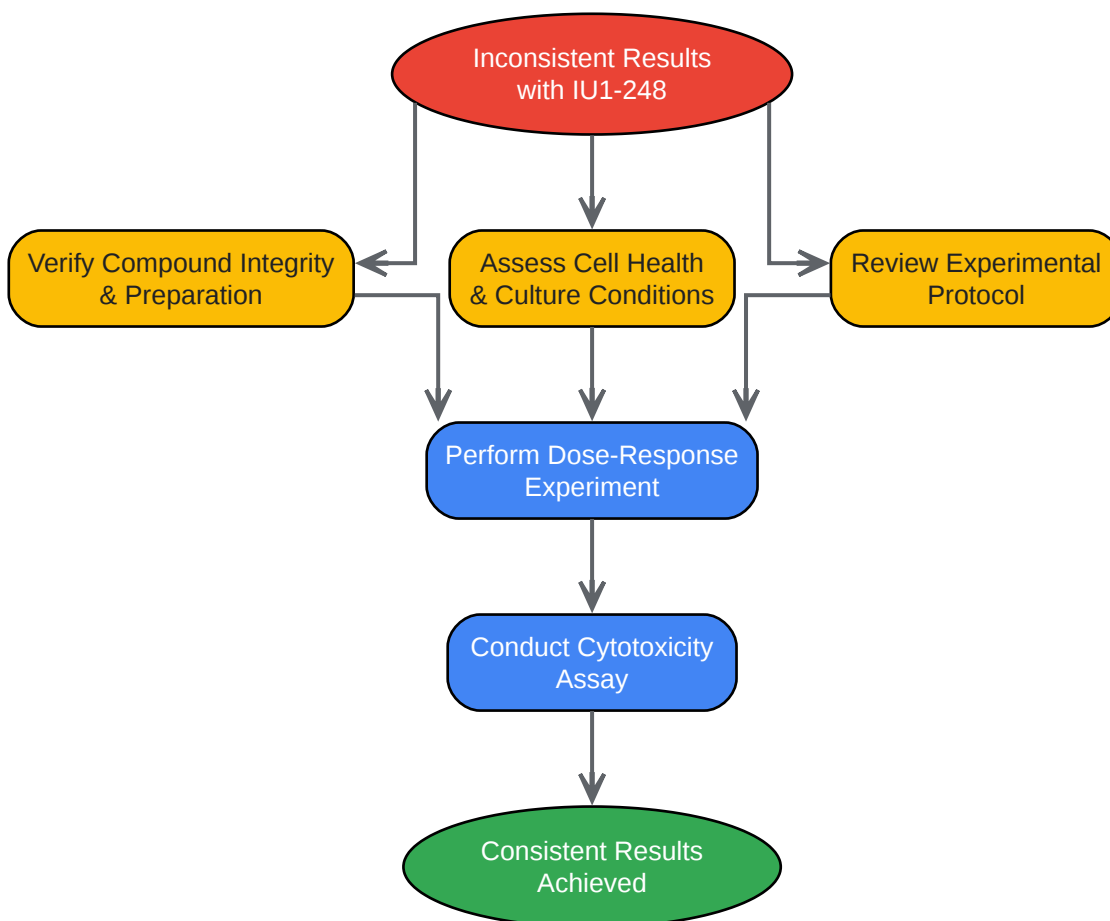 Inconsistent Results
with IU1-248
Verify Compound Integrity
& Preparation
Assess Cell Health
& Culture Conditions
Review Experimental
Protocol
Perform Dose-Response
Experiment
Conduct Cytotoxicity
Assay
Consistent Results
Achieved